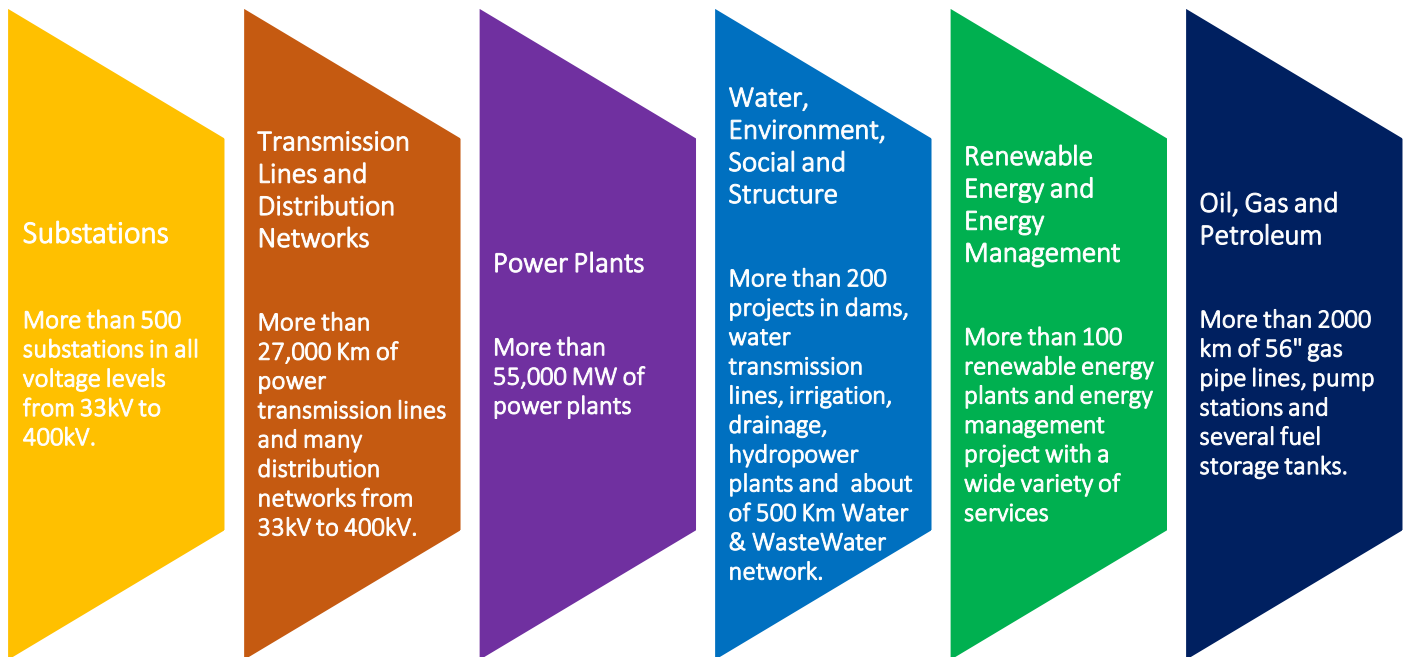 Substations
More than 500
substations in all
voltage levels
from 33kV to
400kV.
Transmission
Lines and
Distribution
Networks
More than
27,000 Km of
power
transmission lines
and many
distribution
networks from
33kV to 400kV.
Power Plants
More than
55,000 MW of
power plants
Water,
Environment,
Social and
Structure
More than 200
projects in dams,
water
transmission
lines, irrigation,
drainage,
hydropower
plants and  about
of 500 Km Water
& WasteWater
network.
Renewable
Energy and
Energy
Management
More than 100
renewable energy
plants and energy
management
project with a
wide variety of
services
Oil, Gas and
Petroleum
More than 2000
km of 56" gas
pipe lines, pump
stations and
several fuel
storage tanks.